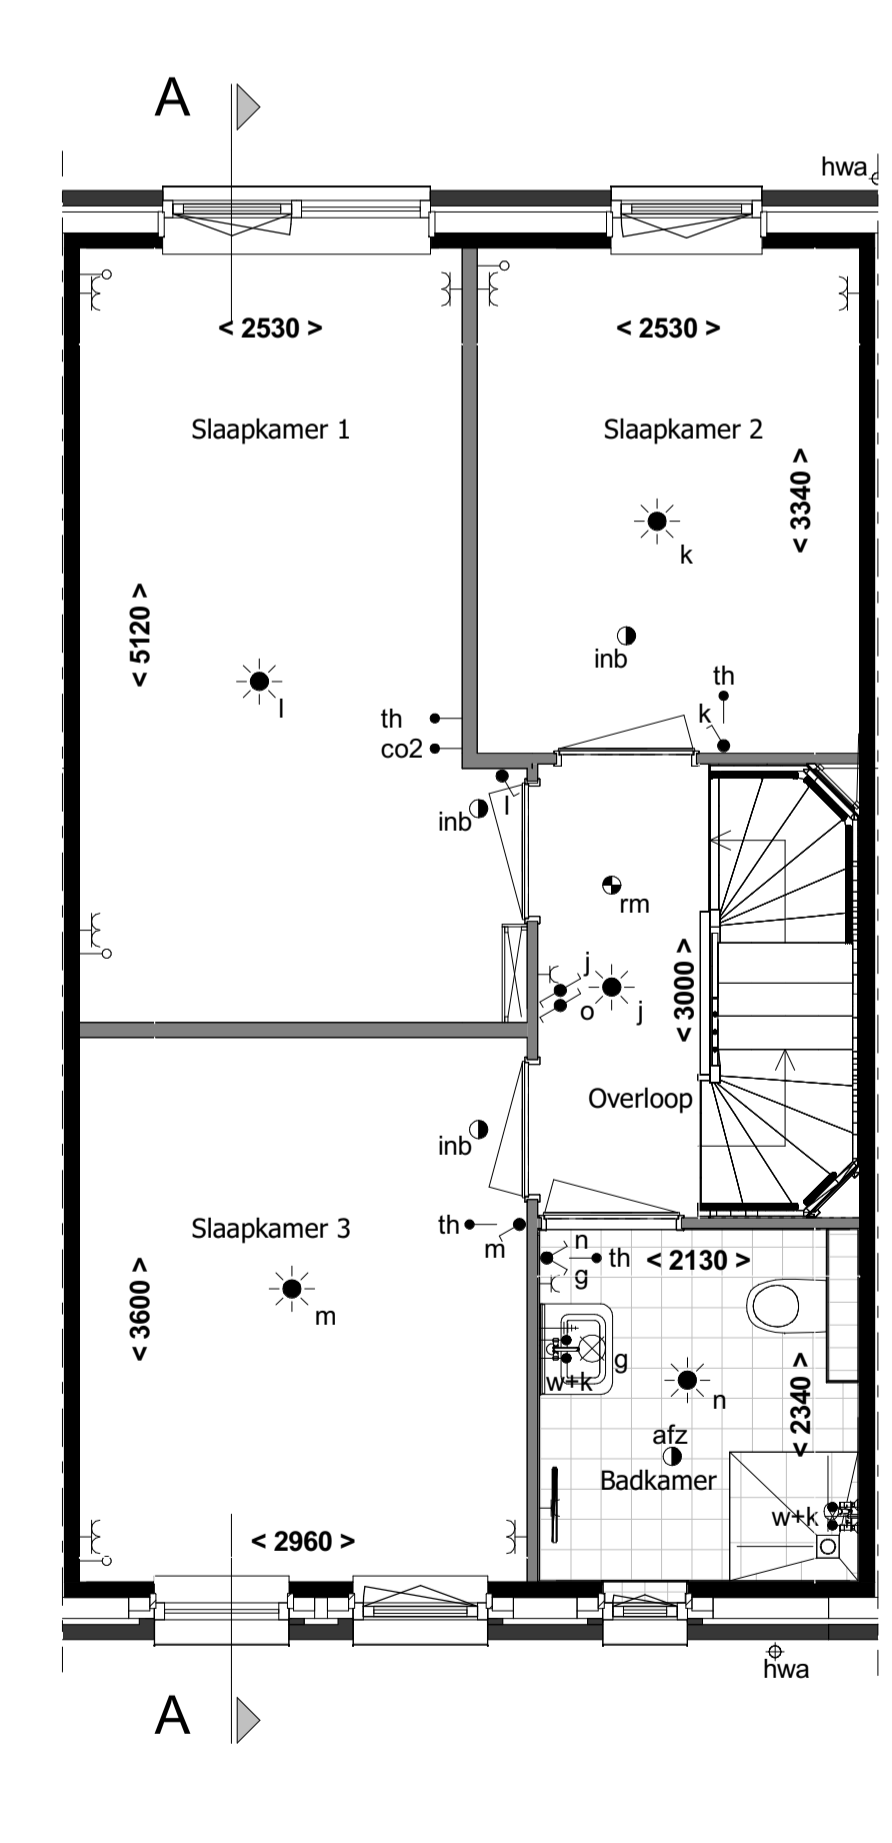 A
hwa
< 2530 >
< 2530 >
Slaapkamer 1
Slaapkamer 2
< 3340 >
k
< 5120 >
inb
th
l
k
th
co2
l
inb
rm
j
o
j
< 3000 >
Overloop
inb
Slaapkamer 3
th
m
n
th
< 2130 >
g
< 3600 >
m
g
w+k
n
< 2340 >
afz
Badkamer
w+k
< 2960 >
hwa
A